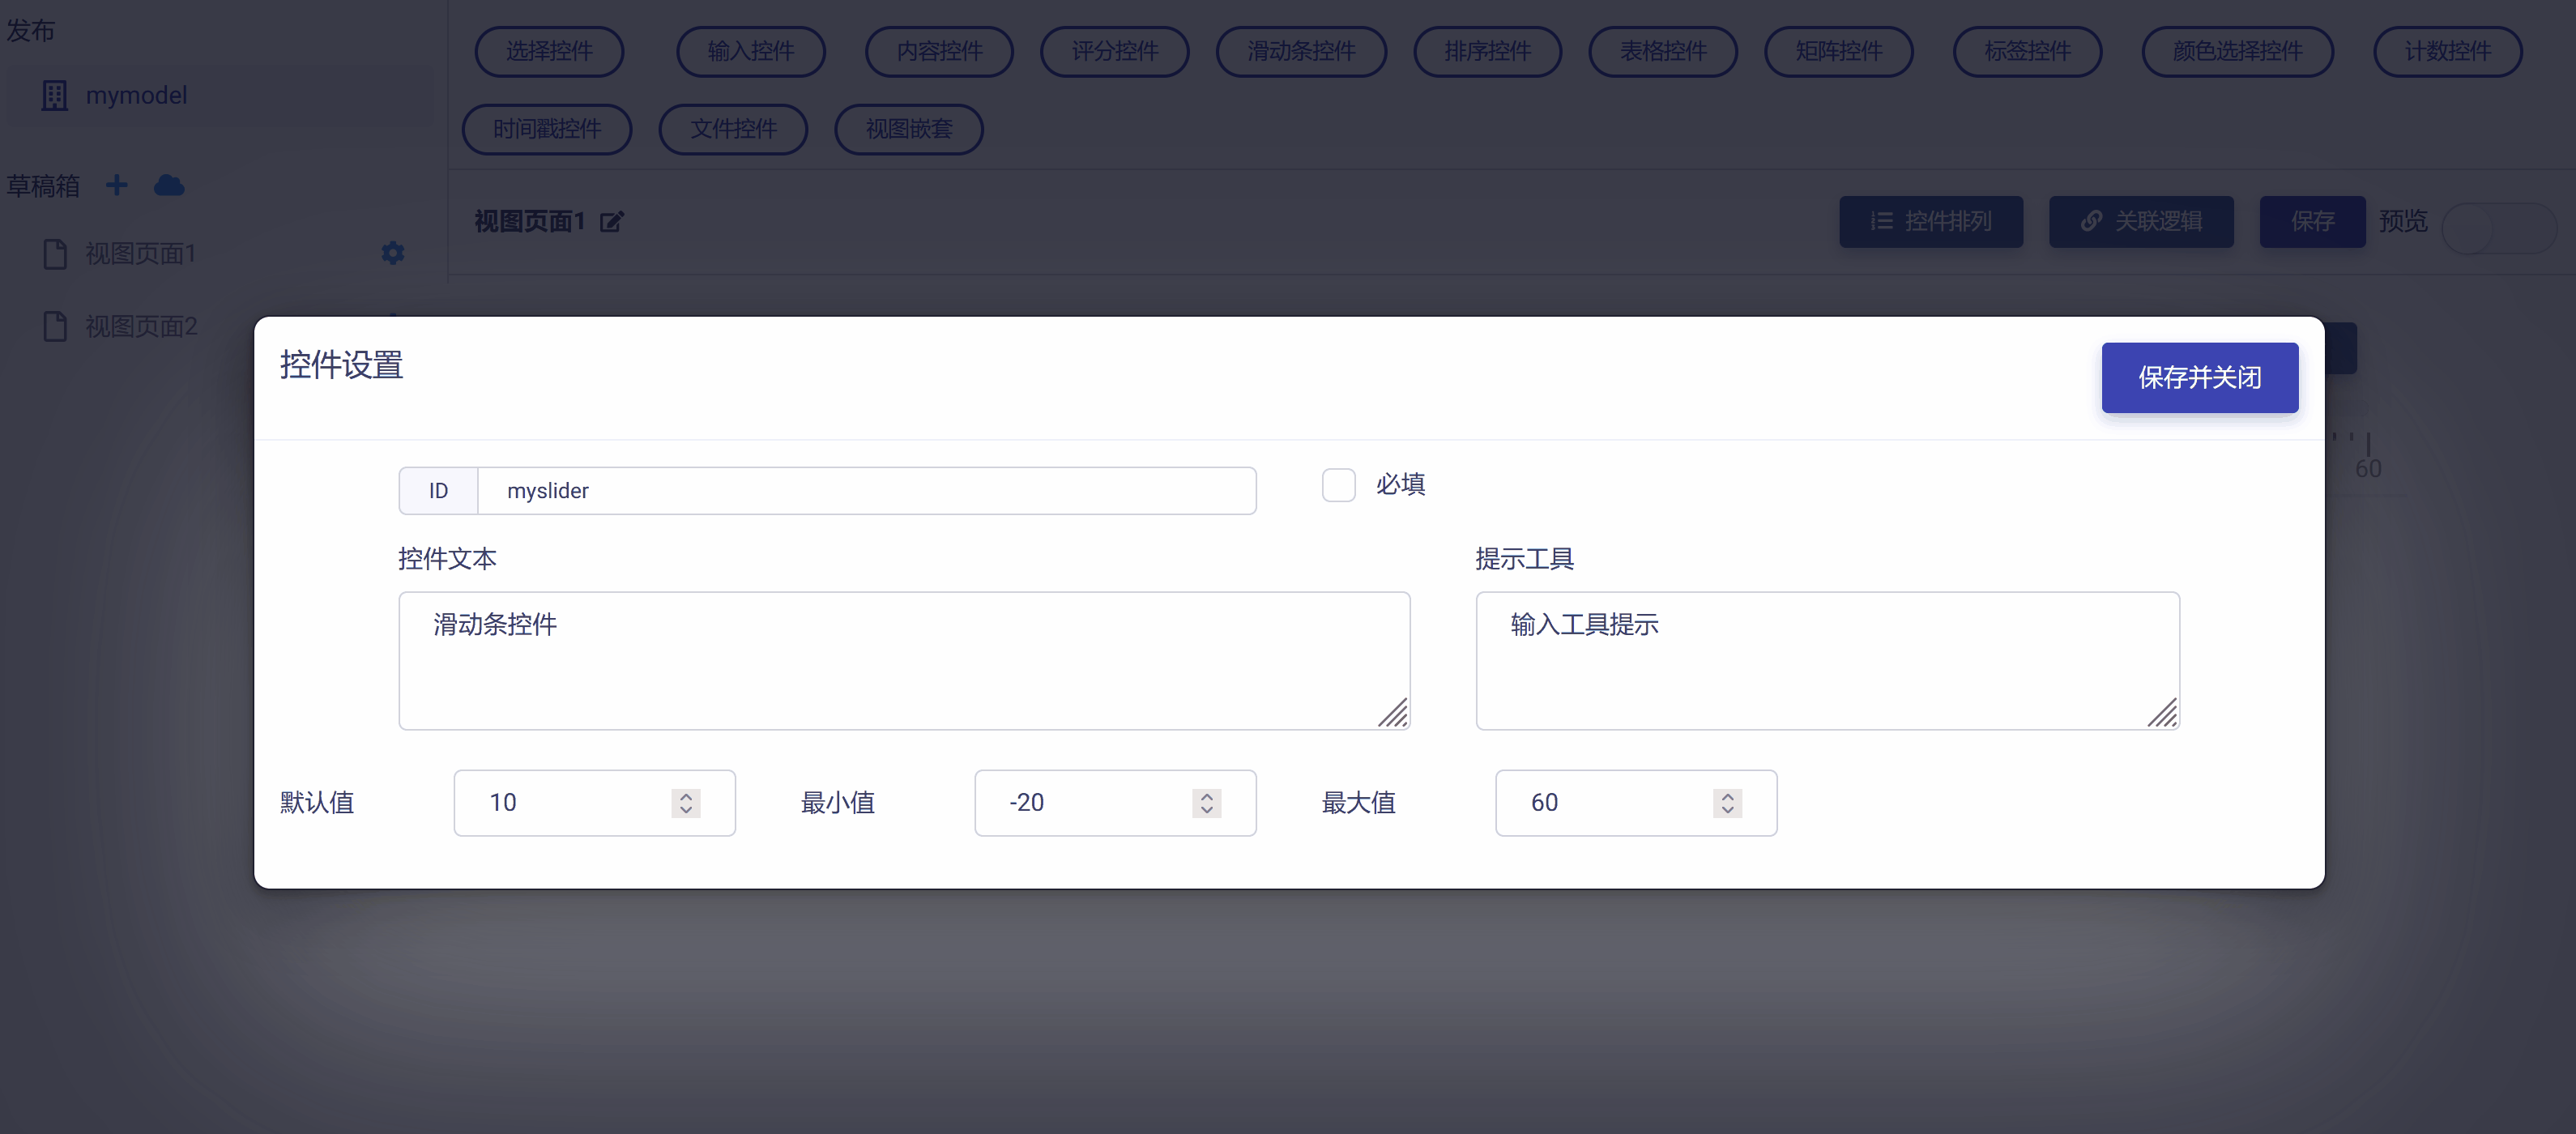 发布
mymodel
草稿箱
视图页面1
视图页面2
选择控件 输入控件 内容控件 评分控件 滑动条控件 排序控件 表格控件 矩阵控件 标签控件 颜色选择控件 计数控件
时间戳控件 文件控件 视图嵌套
视图页面1 控件排列 关联逻辑 保存 预览
控件设置 保存并关闭
ID myslider 必填
控件文本 提示工具
滑动条控件 输入工具提示
默认值 10 最小值 -20 最大值 60
60